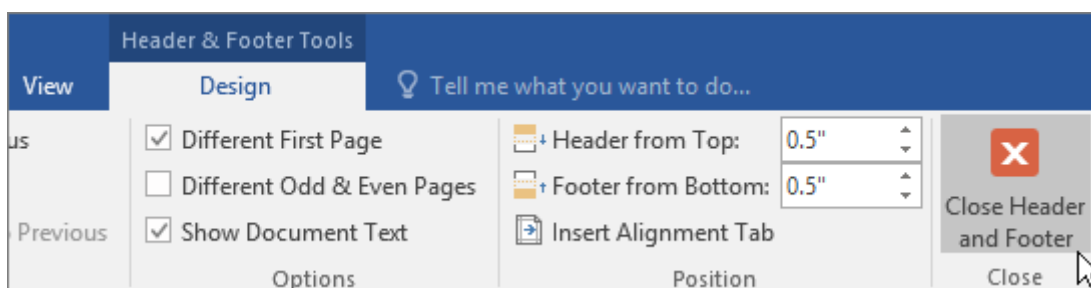 Header & Footer Tools
View Design Tell me what you want to do...
us Different First Page Header from Top: 0.5"
Different Odd & Even Pages Footer from Bottom: 0.5"
Previous Show Document Text Insert Alignment Tab
Close Header
and Footer
Options Position Close